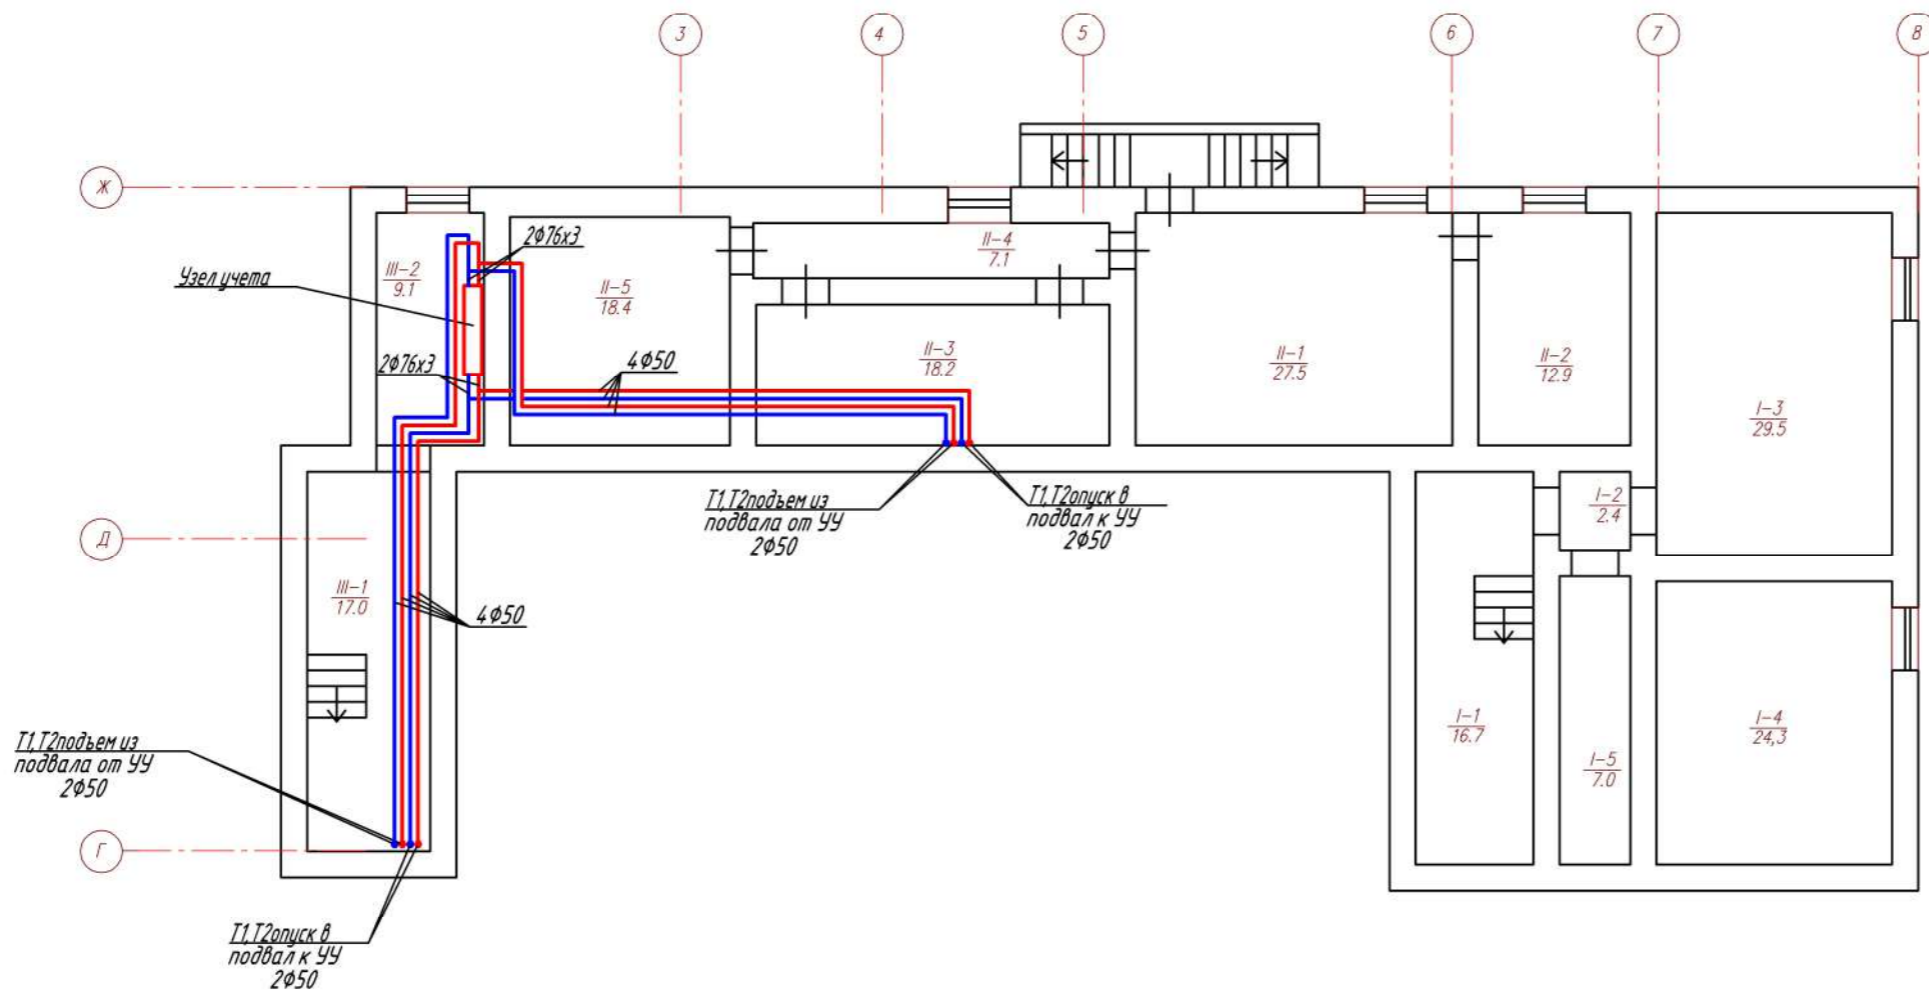 3
4
5
6
7
8
Ж
2Ф76х3
II-4
7.1
III-2
9.1
Узел учета
II-5
18.4
2Ф76х3
4Ф50
II-3
18.2
II-1
27.5
II-2
12.9
I-3
29.5
Т1,Т2подъем из
подвала от УУ
2Ф50
Т1,Т2опуск в
подвал к УУ
2Ф50
I-2
2.4
Д
III-1
17.0
4Ф50
Т1,Т2подъем из
подвала от УУ
2Ф50
I-1
16.7
I-5
7.0
I-4
24,3
Г
Т1,Т2опуск в
подвал к УУ
2Ф50